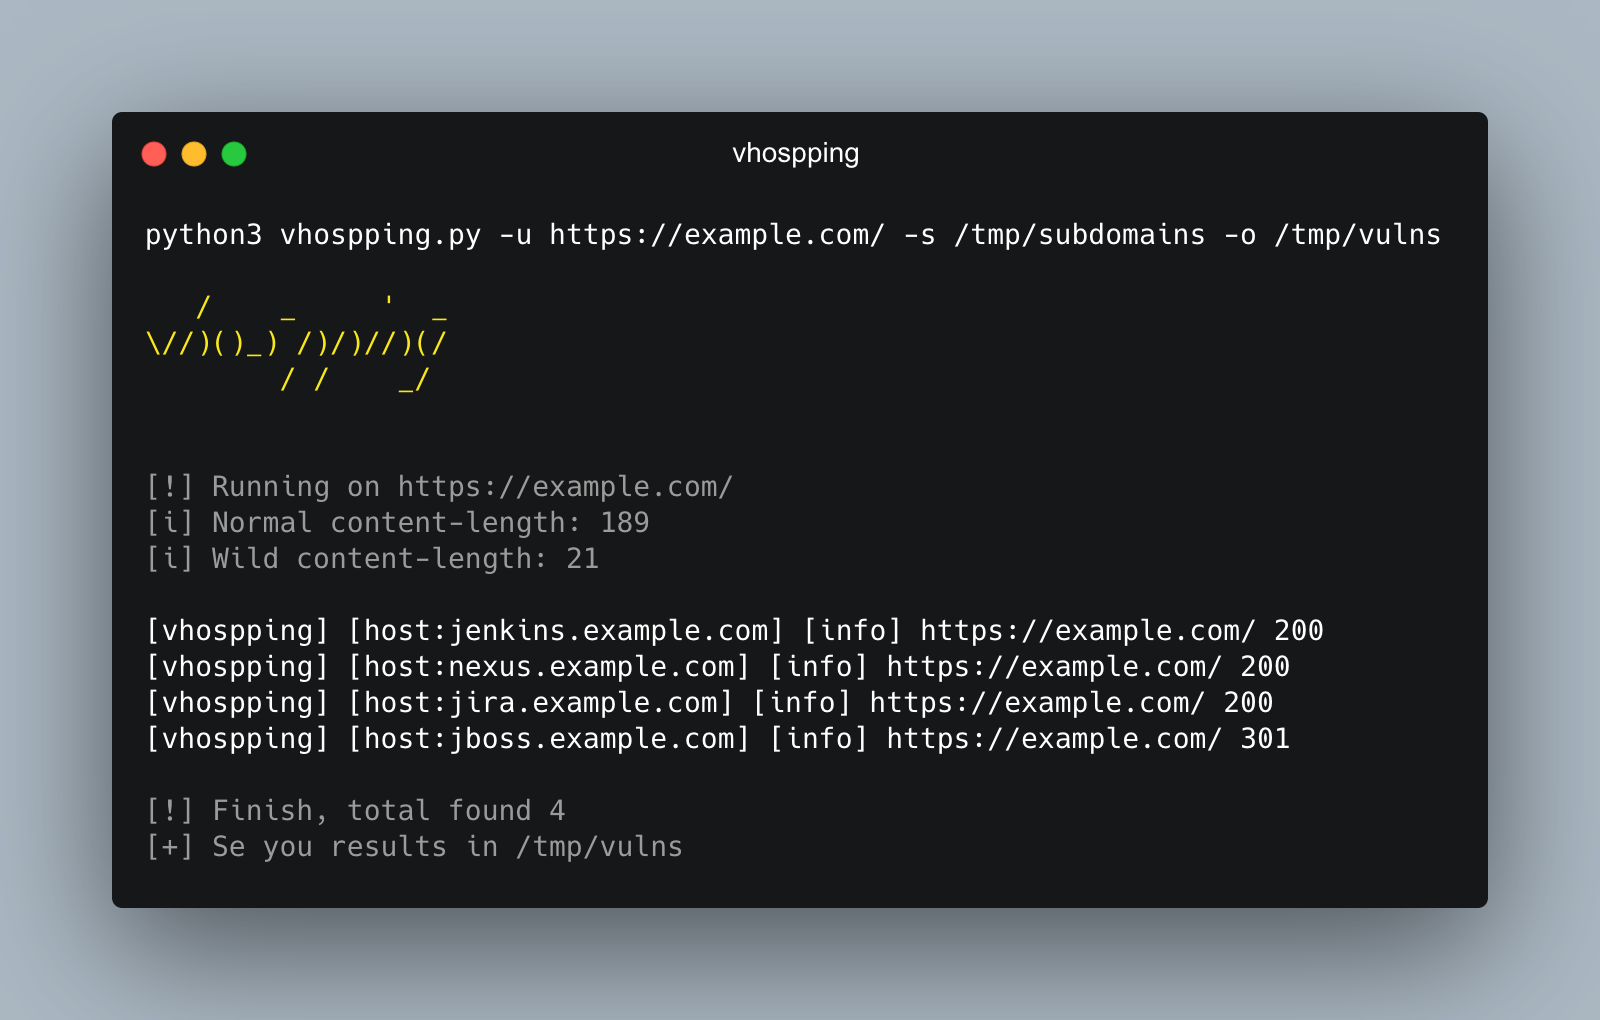 vhospping
python3 vhospping.py -u https://example.com/ -s /tmp/subdomains -o /tmp/vulns
   /    _     '  _
\//)()_) /)/)//)(/
        / /    _/
[!] Running on https://example.com/
[i] Normal content-length: 189
[i] Wild content-length: 21
[vhospping] [host:jenkins.example.com] [info] https://example.com/ 200
[vhospping] [host:nexus.example.com] [info] https://example.com/ 200
[vhospping] [host:jira.example.com] [info] https://example.com/ 200
[vhospping] [host:jboss.example.com] [info] https://example.com/ 301
[!] Finish, total found 4
[+] Se you results in /tmp/vulns